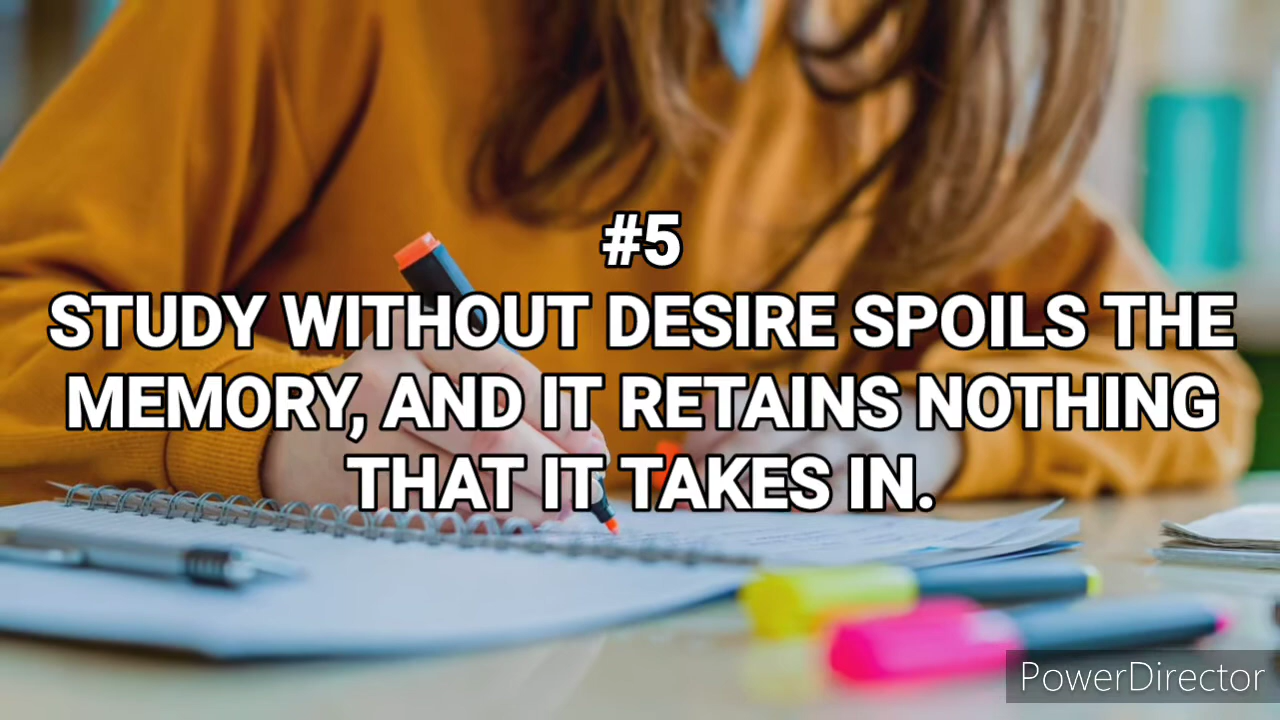 #5
STUDY WITHOUT DESIRE SPOILS THE
MEMORY, AND IT RETAINS NOTHING
THAT IT TAKES IN.
PowerDirector